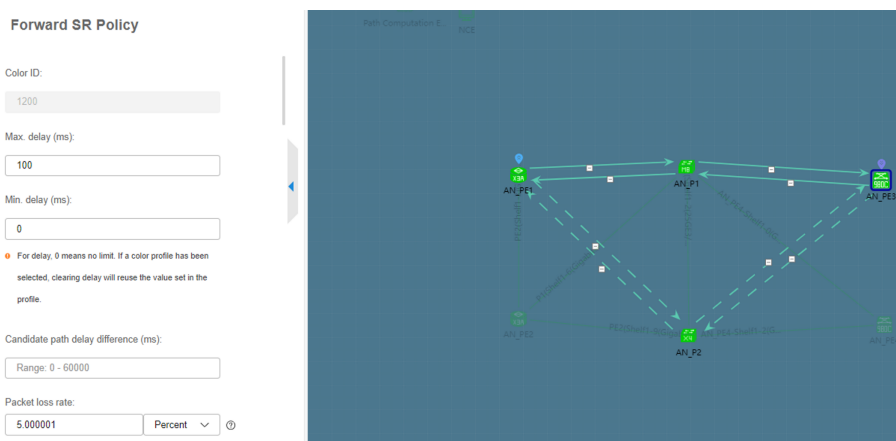 Forward SR Policy
Color ID:
1200
Max. delay (ms):
100
Min. delay (ms):
0
For delay, 0 means no limit. If a color profile has been
selected, clearing delay will reuse the value set in the
profile.
Candidate path delay difference (ms):
Range: 0 - 60000
Packet loss rate:
5.000001
Percent
Path Computation E...
NCE
AN_PE1
AN_P1
AN_PE3
AN_PE2
AN_P2